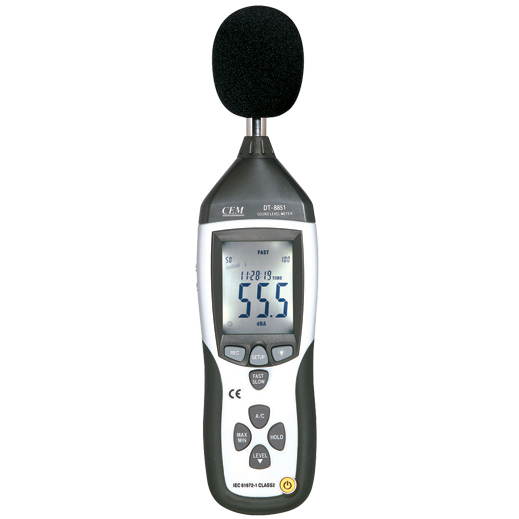 CEM DT-8851
SOUND LEVEL METER
FAST
50 100
11:28:19 TIME
55.5
dBA
REC SETUP
FAST
SLOW
CE
A/C
MAX
MIN
HOLD
LEVEL
IEC 61672-1 CLASS2